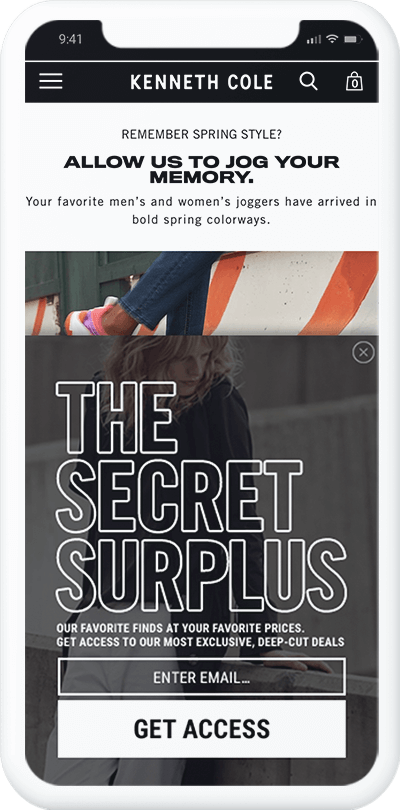 9:41
KENNETH COLE
0
REMEMBER SPRING STYLE?
ALLOW US TO JOG YOUR
MEMORY.
Your favorite men's and women's joggers have arrived in
bold spring colorways.
THE
SECRET
SURPLUS
OUR FAVORITE FINDS AT YOUR FAVORITE PRICES.
GET ACCESS TO OUR MOST EXCLUSIVE, DEEP-CUT DEALS
ENTER EMAIL...
GET ACCESS